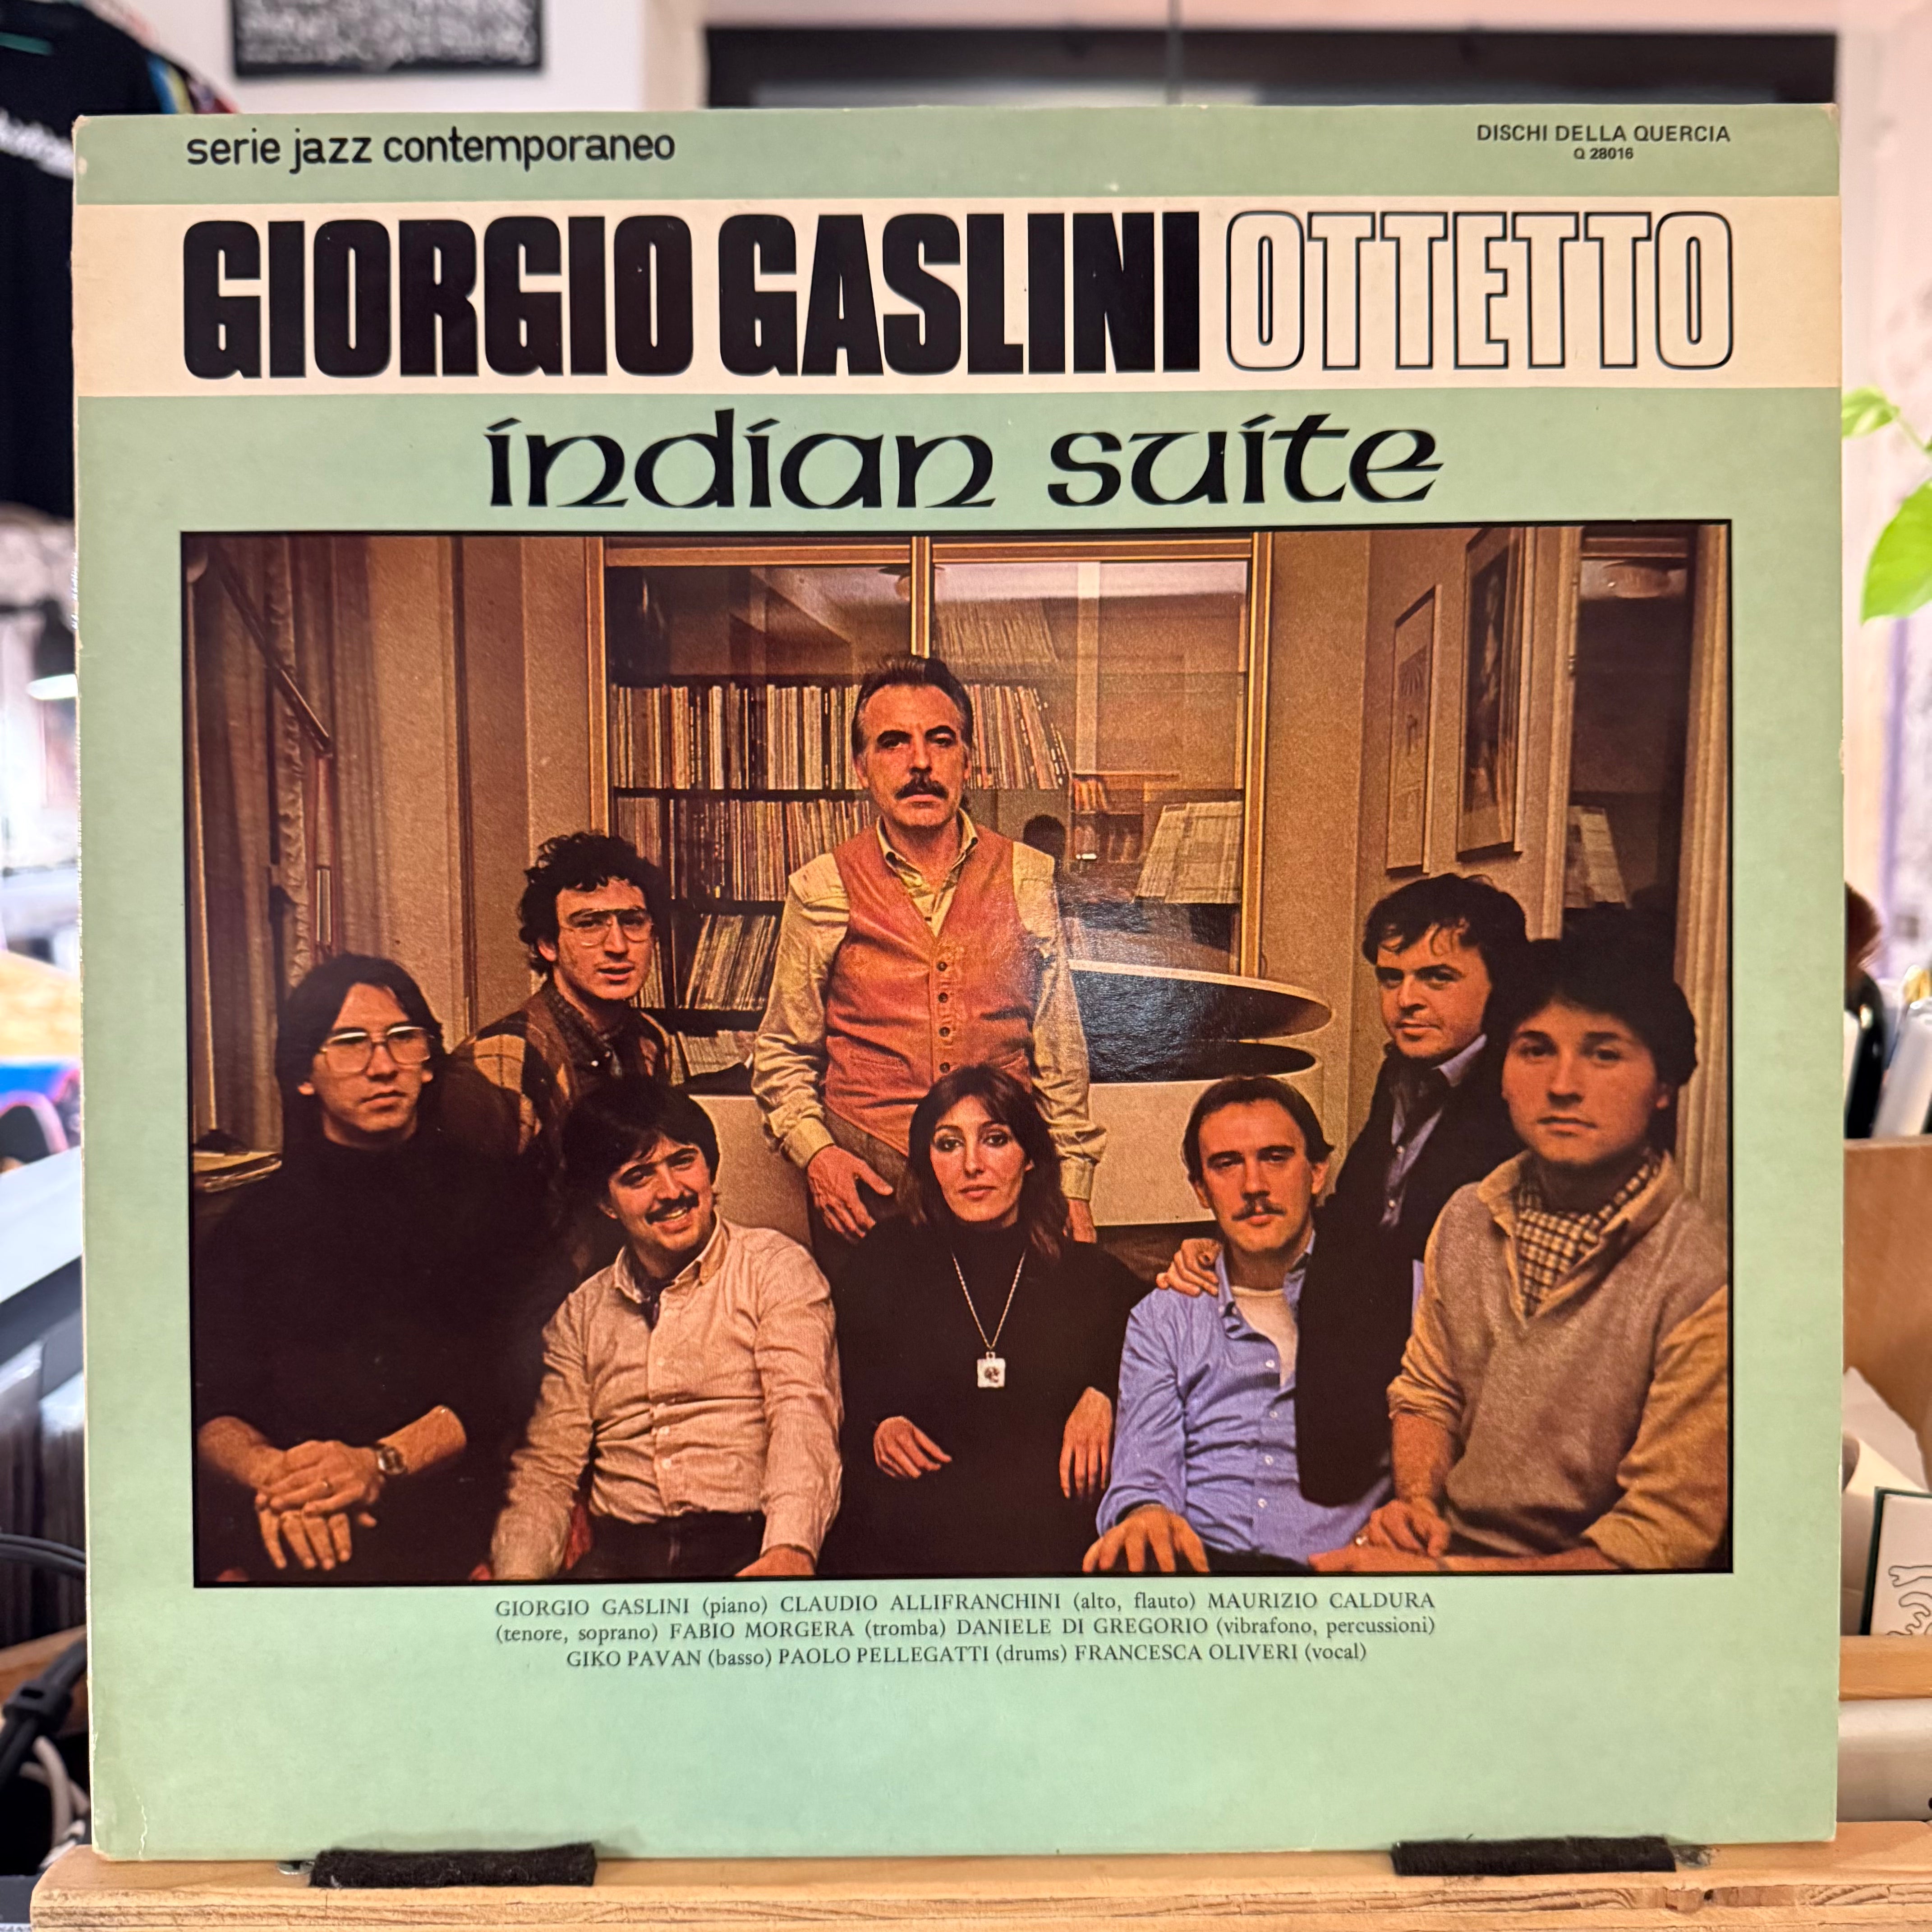 serie jazz contemporaneo
DISCHI DELLA QUERCIA
Q 28016
GIORGIO GASLINI OTTETTO
indian suite
GIORGIO GASLINI (piano) CLAUDIO ALLIFRANCHINI (alto, flauto) MAURIZIO CALDURA
(tenore, soprano) FABIO MORGERA (tromba) DANIELE DI GREGORIO (vibrafono, percussioni)
GIKO PAVAN (basso) PAOLO PELLEGATTI (drums) FRANCESCA OLIVERI (vocal)